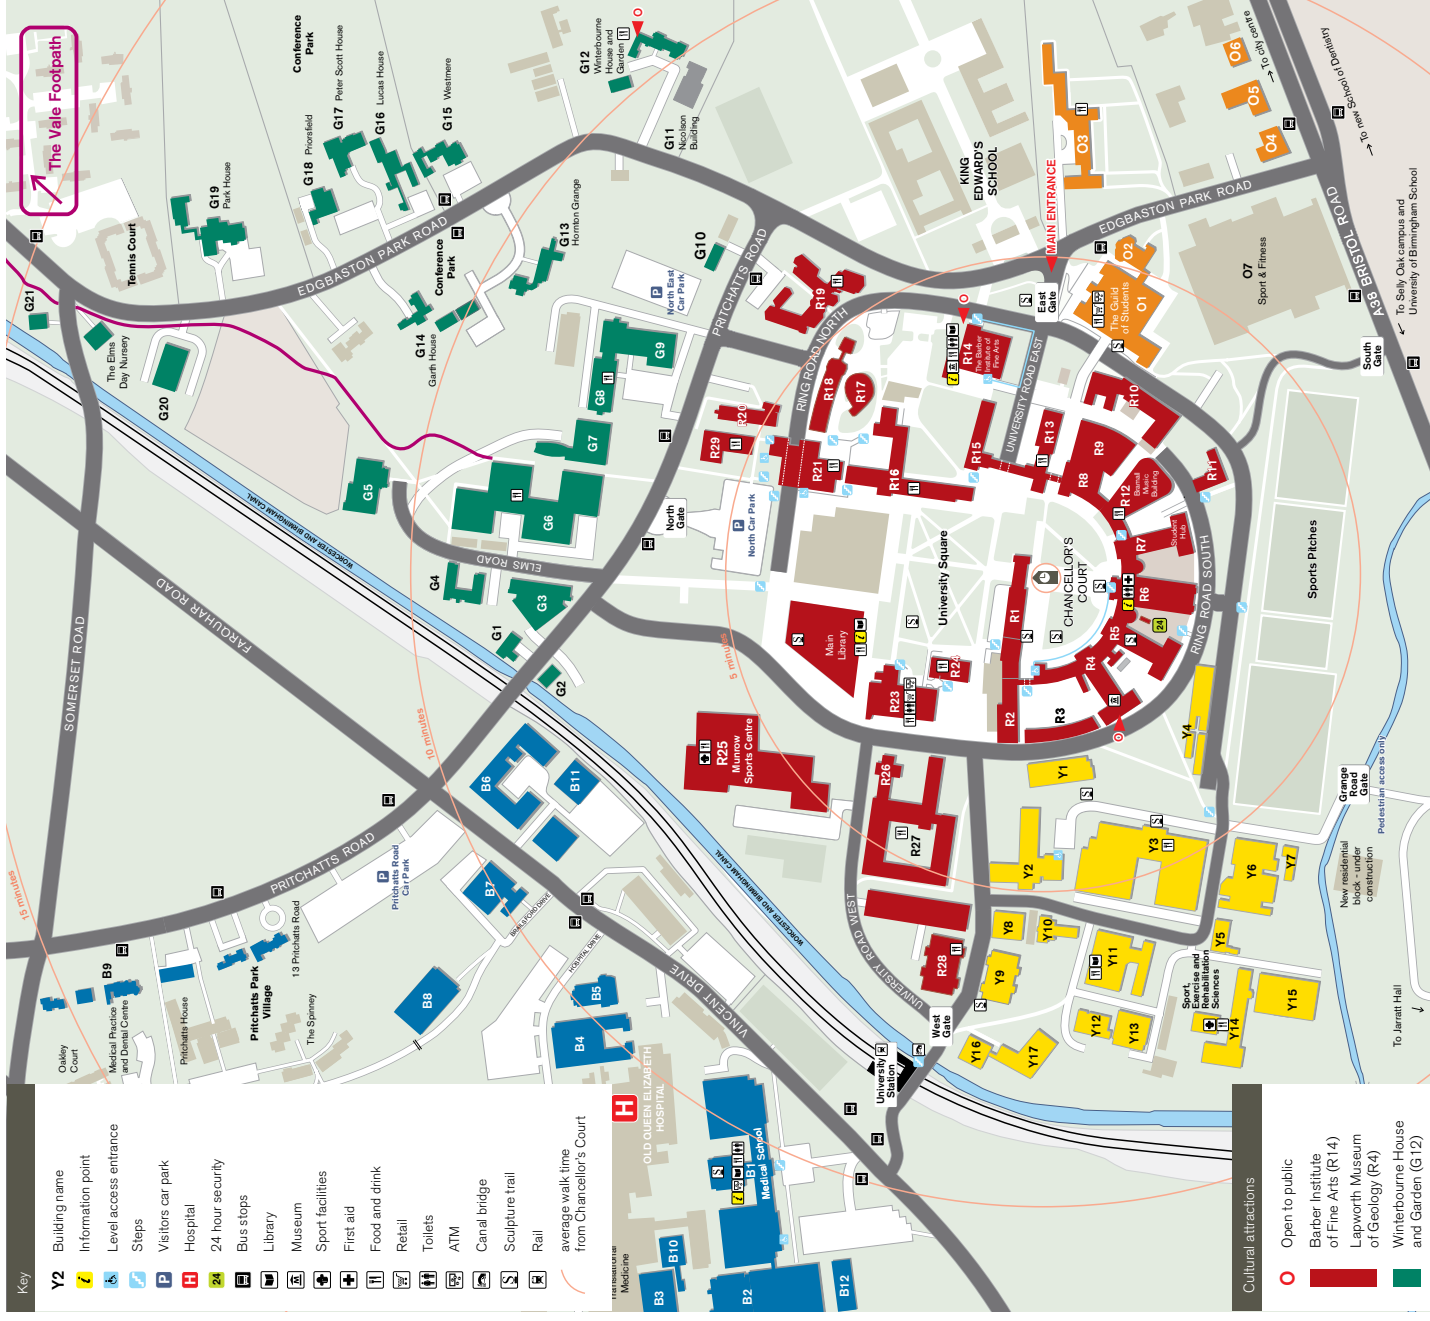 The Vale Footpath
Conference
Park
G17 Peter Scott House
G16 Lucas House
G15 Westmere
G18 Priorsfield
G19
Park House
G12
Winterbourne
House and
Garden
G11
Nicolson
Building
G13
Hornton Grange
Conference
Park
G14
Garth House
G10
Tennis Court
G21
The Elms
Day Nursery
G20
EDGBASTON PARK ROAD
PRITCHATTS ROAD
P
North East
Car Park
G9
G8
G7
G6
G5
G4
G3
G1
G2
ELMS ROAD
WORCESTER AND BIRMINGHAM CANAL
SOMERSET ROAD
FARQUHAR ROAD
North
Gate
P
North Car Park
KING
EDWARD'S
SCHOOL
MAIN ENTRANCE
East
Gate
EDGBASTON PARK ROAD
O6
O5
O4
O3
O2
O1
The Guild
of Students
O7
Sport & Fitness
To city centre
To new School of Dentistry
A38 BRISTOL ROAD
To Selly Oak campus and
University of Birmingham School
South
Gate
RING ROAD NORTH
UNIVERSITY ROAD EAST
RING ROAD SOUTH
R19
R18
R17
R20
R29
R21
R16
R15
R14
The Barber
Institute of
Fine Arts
R13
R10
R9
R8
R12
Bramall
Music
Building
R11
R7
Student
Hub
R6
R5
24
R4
R3
R2
R1
University Square
CHANCELLOR'S
COURT
Main
Library
R23
R24
R25
Munrow
Sports Centre
R26
R27
R28
5 minutes
10 minutes
15 minutes
Sports Pitches
Y4
Y1
Y2
Y3
Y6
Y7
Y5
Y8
Y10
Y9
Y11
Y12
Y13
Y14
Y15
Y16
Y17
Sport,
Exercise and
Rehabilitation
Sciences
Grange
Road
Gate
Pedestrian access only
New residential
block - under
construction
To Jarratt Hall
UNIVERSITY ROAD WEST
West
Gate
University
Station
WORCESTER AND BIRMINGHAM CANAL
VINCENT DRIVE
B6
B11
B7
B8
B5
B4
B9
BRAILSFORD DRIVE
HOSPITAL DRIVE
PRITCHATTS ROAD
P
Pritchatts Road
Car Park
13 Pritchatts Road
Pritchatts Park
Village
The Spinney
Pritchatts House
Medical Practice
and Dental Centre
Oakley
Court
H
OLD QUEEN ELIZABETH
HOSPITAL
B1
Medical School
B10
B3
B2
B12
Medicine
Key
Y2 Building name
Information point
Level access entrance
Steps
P Visitors car park
H Hospital
24 24 hour security
Bus stops
Library
Museum
Sport facilities
First aid
Food and drink
Retail
Toilets
ATM
Canal bridge
Sculpture trail
Rail
average walk time
from Chancellor's Court
Cultural attractions
Open to public
Barber Institute
of Fine Arts (R14)
Lapworth Museum
of Geology (R4)
Winterbourne House
and Garden (G12)